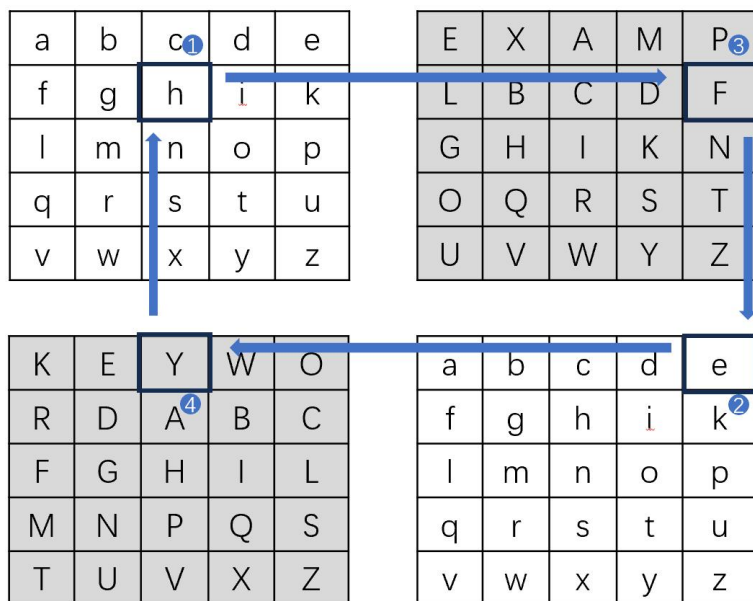 a b c d e
f g h i k
l m n o p
q r s t u
v w x y z
E X A M P
L B C D F
G H I K N
O Q R S T
U V W Y Z
1
3
K E Y W O
R D A B C
F G H I L
M N P Q S
T U V X Z
a b c d e
f g h i k
l m n o p
q r s t u
v w x y z
4
2